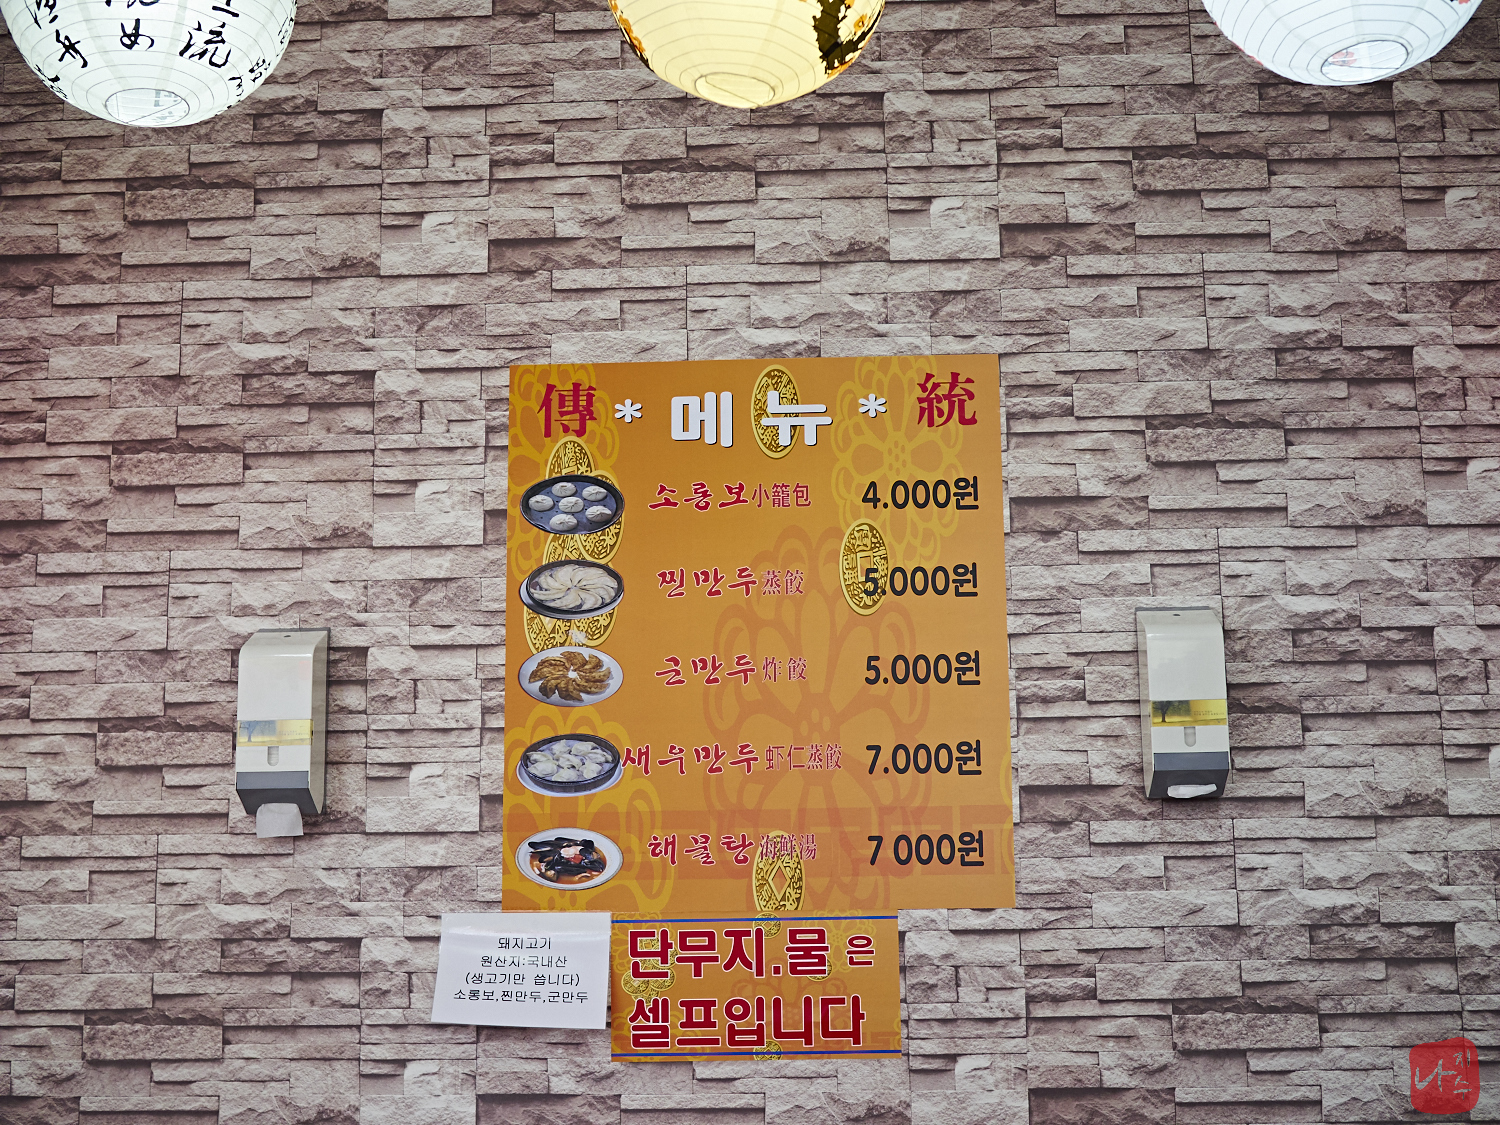 流
め
傳 * 메뉴 * 統
소롱보小籠包 4.000원
찐만두蒸餃 5.000원
군만두炸餃 5.000원
새우만두虾仁蒸餃 7.000원
해물탕海鮮湯 7 000원
돼지고기
원산지:국내산
(생고기만 씁니다)
소롱보,찐만두,군만두
단무지.물 은
셀프입니다
나